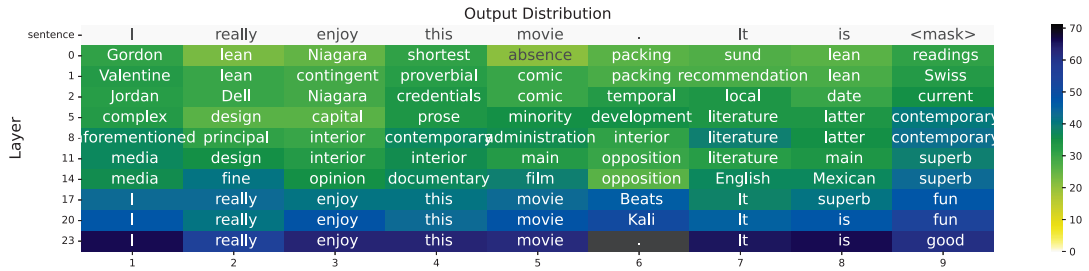 Output Distribution
sentence I really enjoy this movie . It is <mask>
0 Gordon lean Niagara shortest absence packing sund lean readings
1 Valentine lean contingent proverbial comic packing recommendation lean Swiss
2 Jordan Dell Niagara credentials comic temporal local date current
5 complex design capital prose minority development literature latter contemporary
8 forementioned principal interior contemporary administration interior literature latter contemporary
11 media design interior interior main opposition literature main superb
14 media fine opinion documentary film opposition English Mexican superb
17 I really enjoy this movie Beats It superb fun
20 I really enjoy this movie Kali It is fun
23 I really enjoy this movie . It is good
1 2 3 4 5 6 7 8 9
Layer
70
60
50
40
30
20
10
0